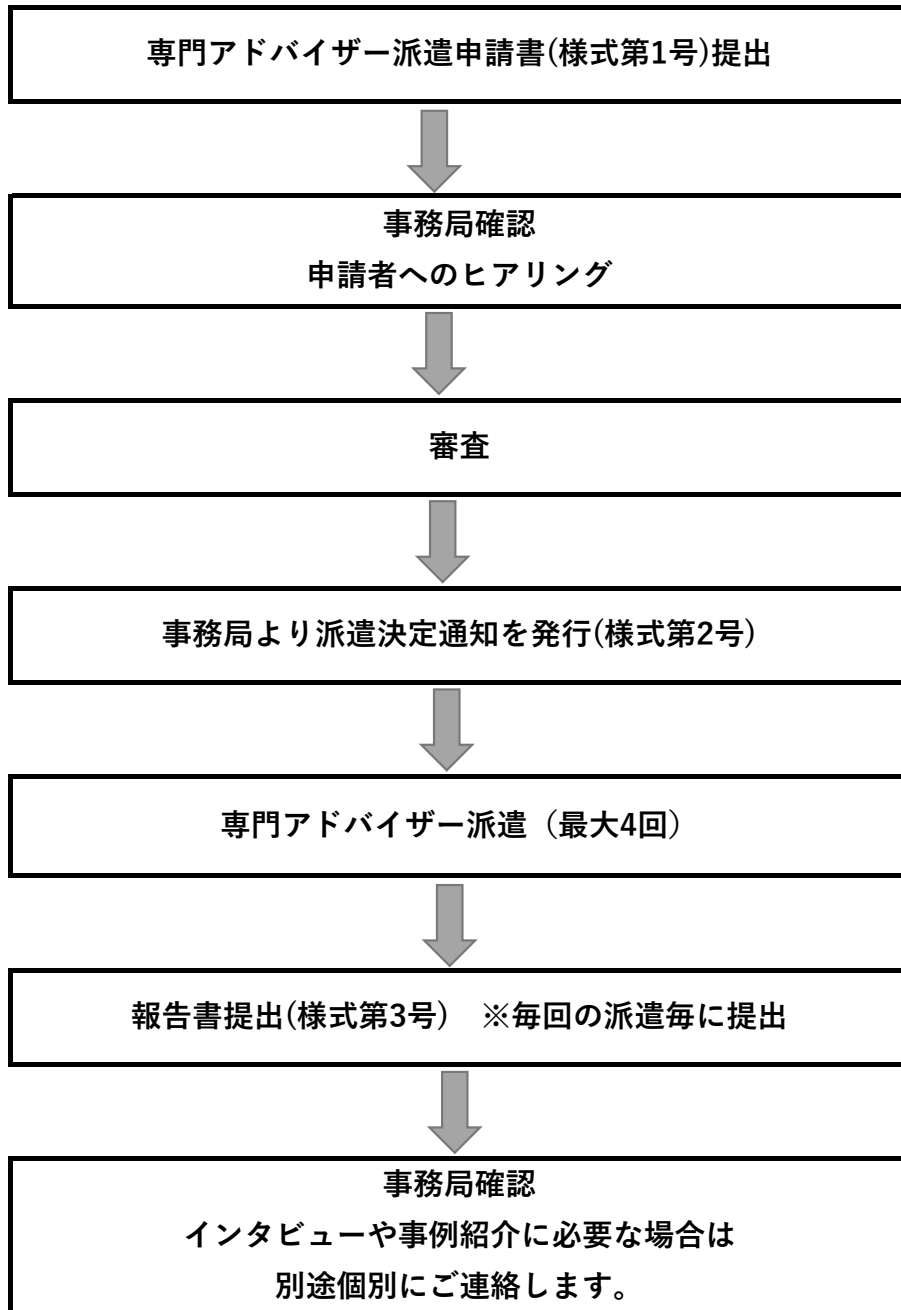 専門アドバイザー派遣申請書(様式第1号)提出
事務局確認
申請者へのヒアリング
審査
事務局より派遣決定通知を発行(様式第2号)
専門アドバイザー派遣（最大4回）
報告書提出(様式第3号)　※毎回の派遣毎に提出
事務局確認
インタビューや事例紹介に必要な場合は
別途個別にご連絡します。